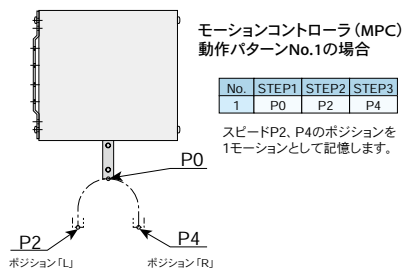 モーションコントローラ（MPC）
動作パターンNo.1の場合
No. STEP1 STEP2 STEP3
1 P0 P2 P4
スピードP2、P4のポジションを
1モーションとして記憶します。
P0
P2
P4
ポジション「L」
ポジション「R」